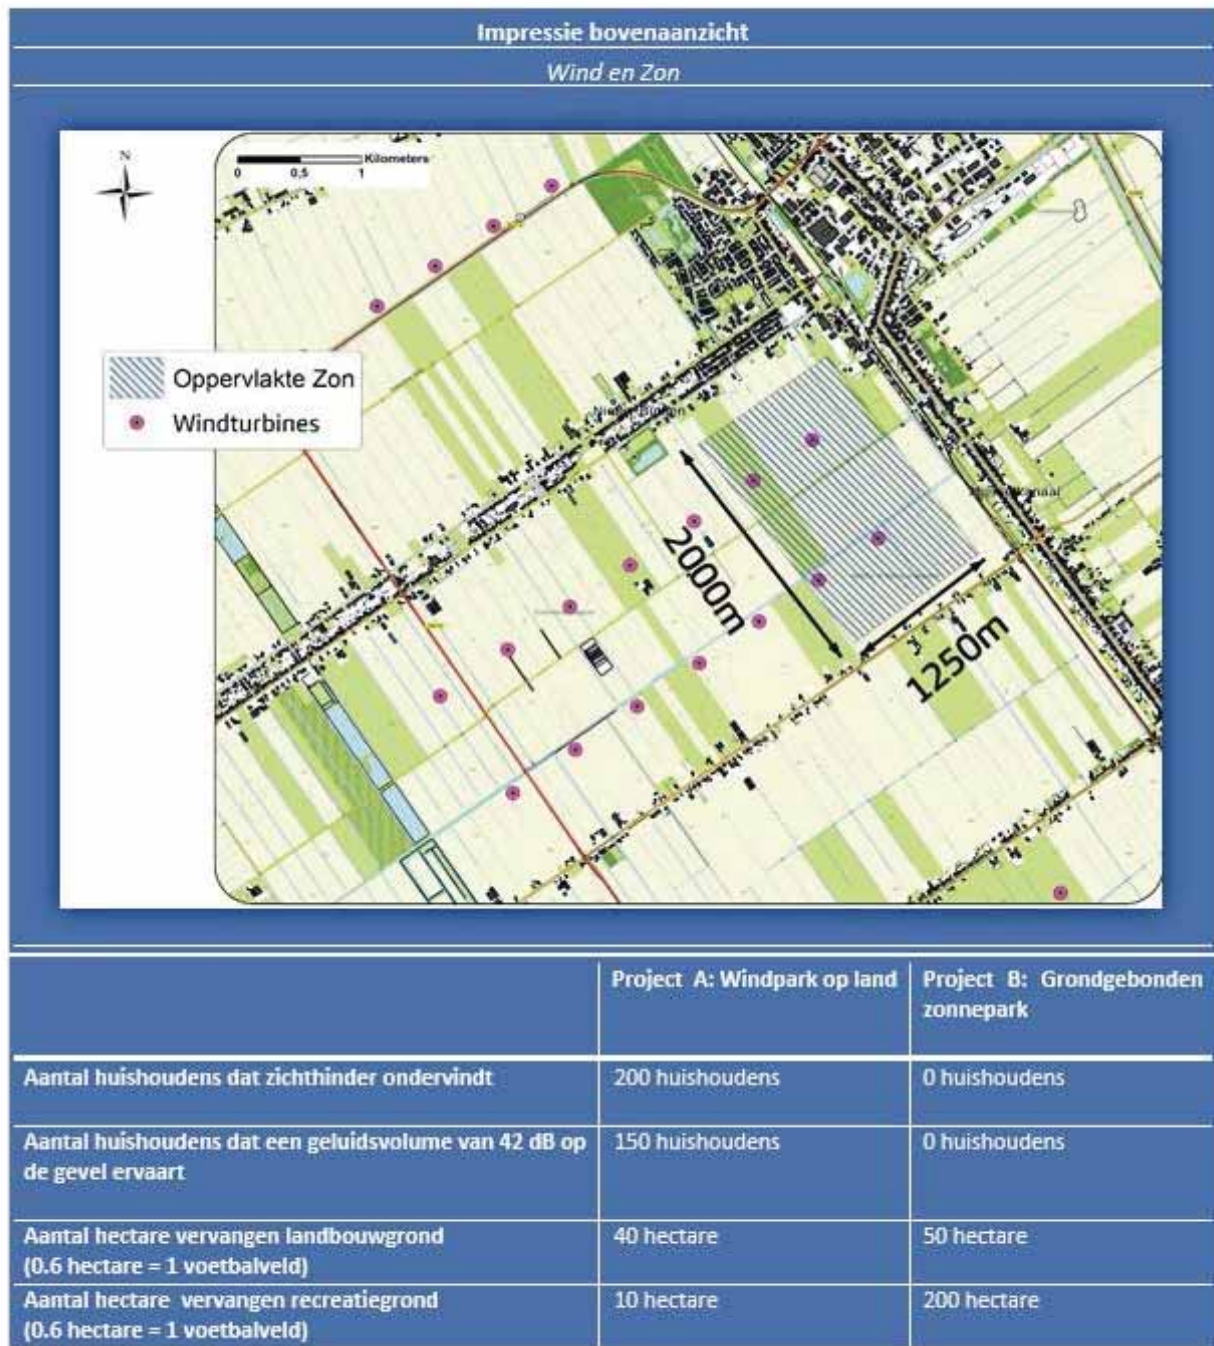 Impressie bovenaanzicht
Wind en Zon
N
Kilometers
0 0,5 1
Oppervlakte Zon
Windturbines
2000m
1250m
Project A: Windpark op land
Project B: Grondgebonden
zonnepark
Aantal huishoudens dat zichthinder ondervindt
200 huishoudens
0 huishoudens
Aantal huishoudens dat een geluidsvolume van 42 dB op
de gevel ervaart
150 huishoudens
0 huishoudens
Aantal hectare vervangen landbouwgrond
(0.6 hectare = 1 voetbalveld)
40 hectare
50 hectare
Aantal hectare vervangen recreatiegrond
(0.6 hectare = 1 voetbalveld)
10 hectare
200 hectare